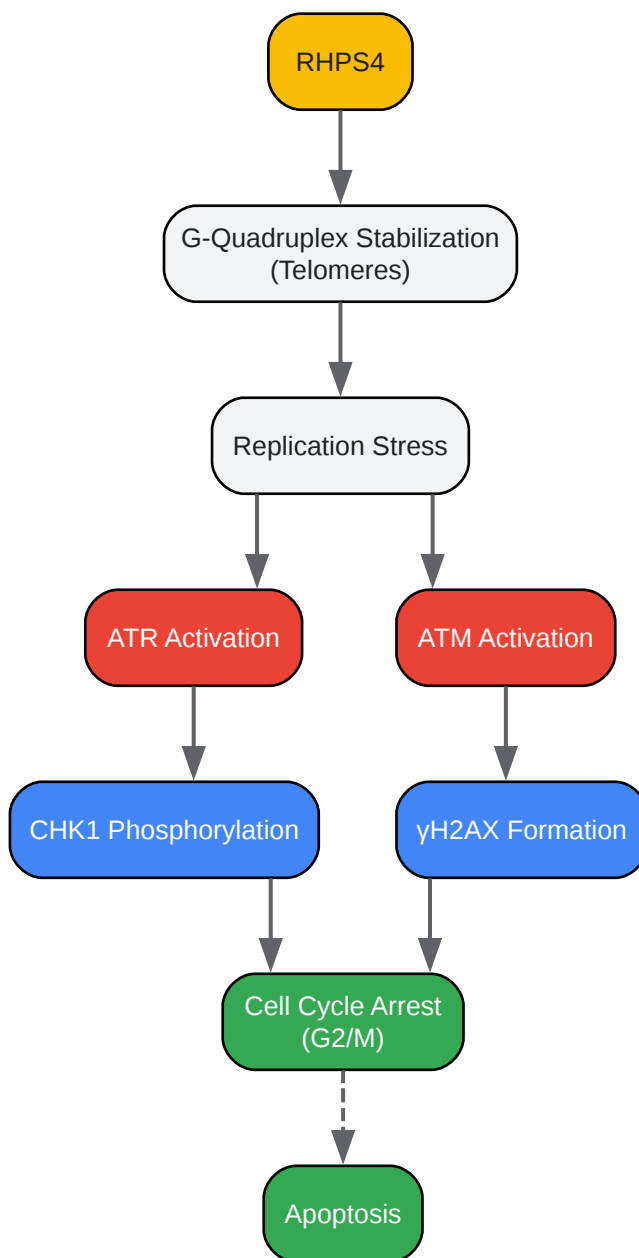 RHPS4
G-Quadruplex Stabilization
(Telomeres)
Replication Stress
ATR Activation
ATM Activation
CHK1 Phosphorylation
γH2AX Formation
Cell Cycle Arrest
(G2/M)
Apoptosis